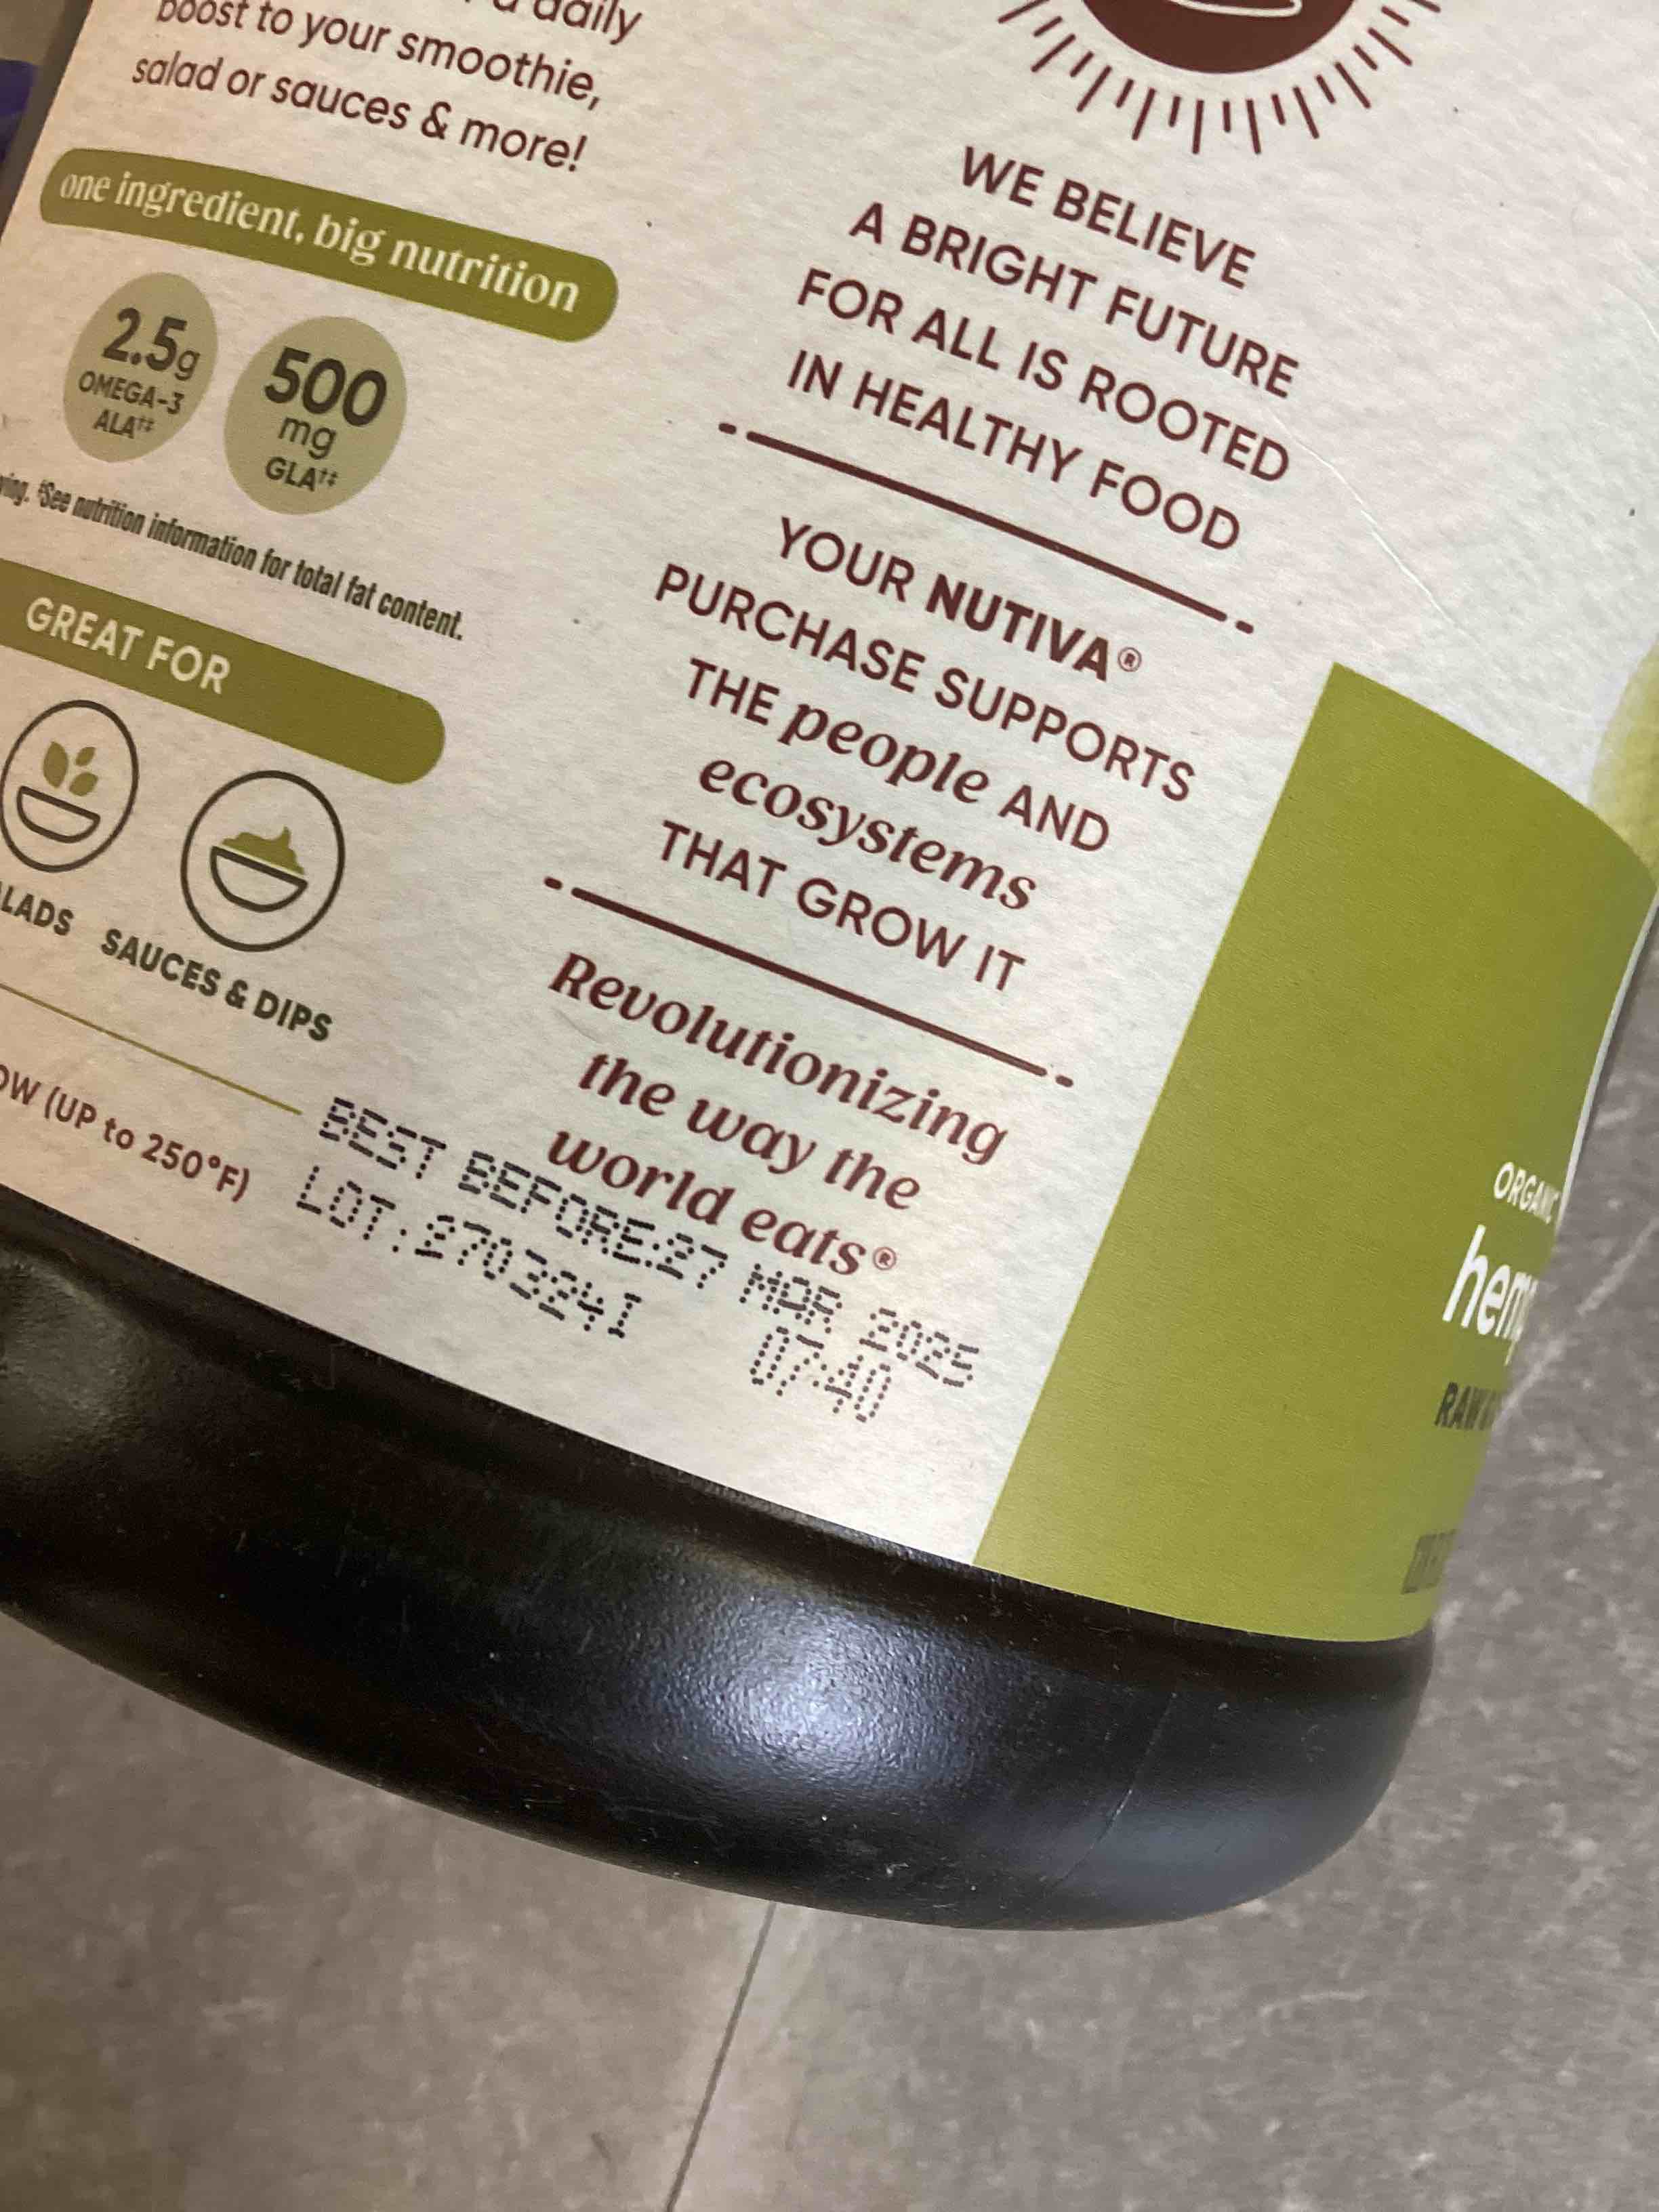 daily
boost to your smoothie,
salad or sauces & more!
one ingredient, big nutrition
2.5g
OMEGA-3
ALA†‡
500
mg
GLA†‡
‡See nutrition information for total fat content.
GREAT FOR
SAUCES & DIPS
(UP to 250°F)
WE BELIEVE
A BRIGHT FUTURE
FOR ALL IS ROOTED
IN HEALTHY FOOD
YOUR NUTIVA®
PURCHASE SUPPORTS
THE people AND
ecosystems
THAT GROW IT
Revolutionizing
the way the
world eats®
BEST BEFORE:27 MAR 2025
LOT:270324I 07:40
ORGANIC
RAW